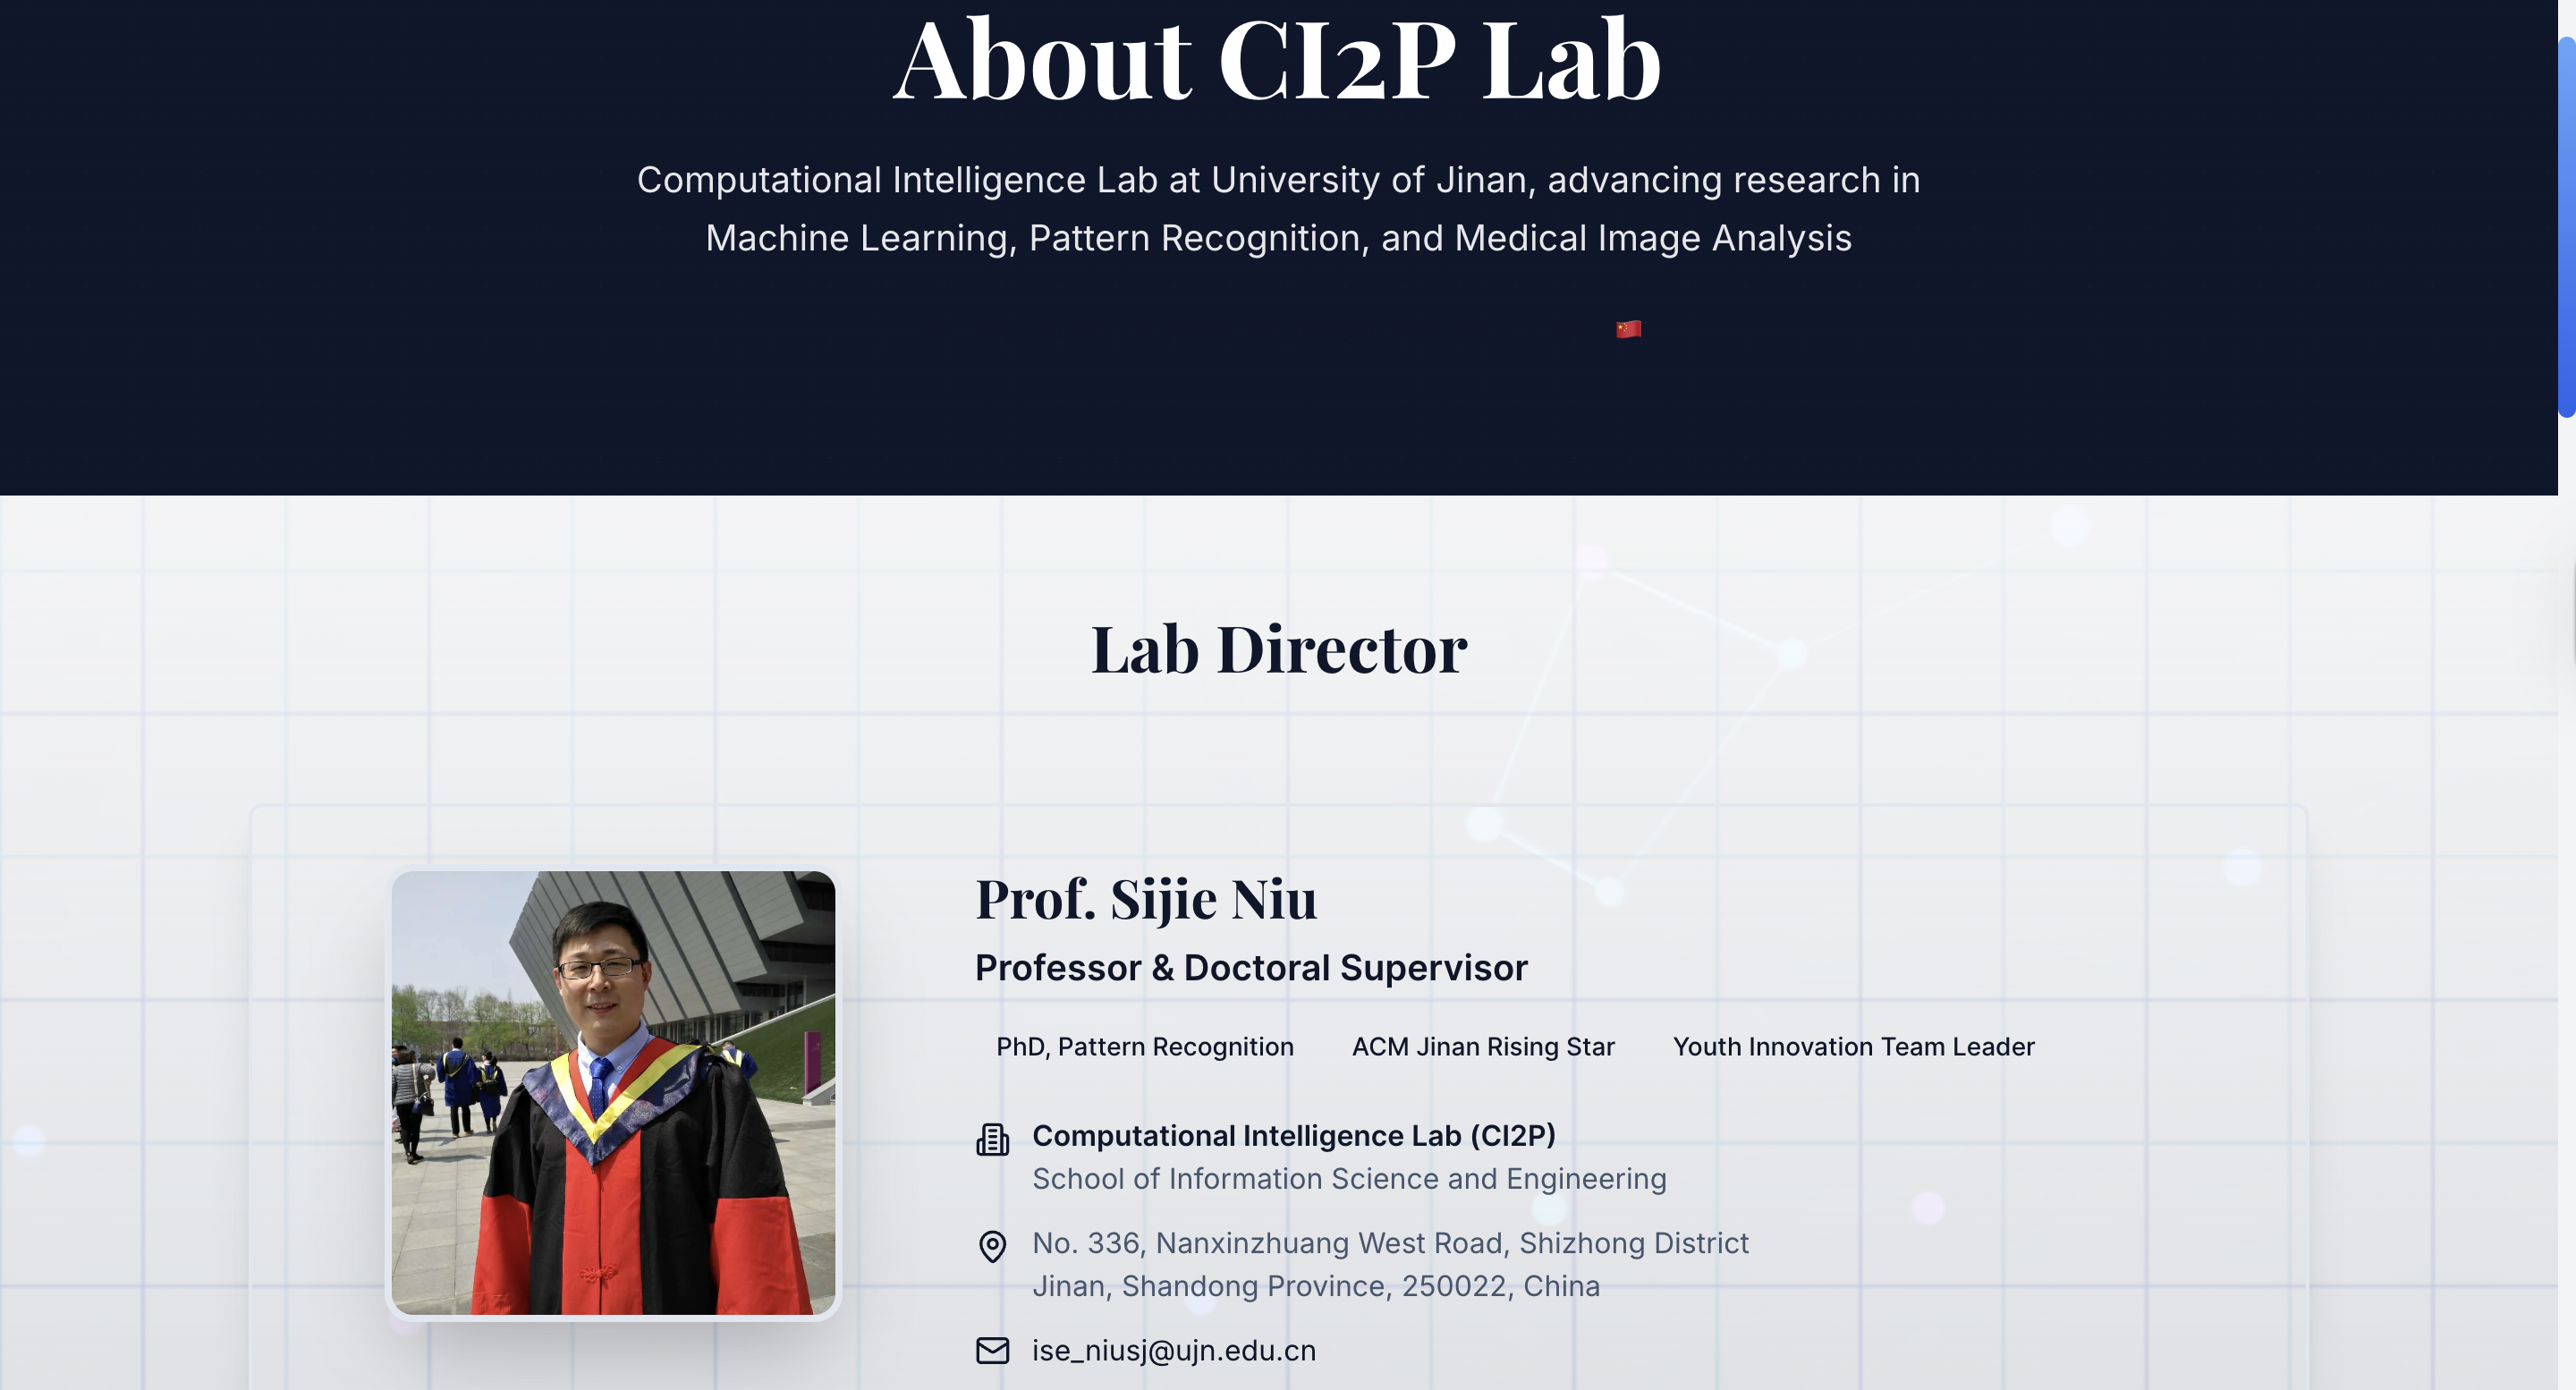 About CI2P Lab
Computational Intelligence Lab at University of Jinan, advancing research in
Machine Learning, Pattern Recognition, and Medical Image Analysis
🇨🇳
Lab Director
Prof. Sijie Niu
Professor & Doctoral Supervisor
PhD, Pattern Recognition ACM Jinan Rising Star Youth Innovation Team Leader
Computational Intelligence Lab (CI2P)
School of Information Science and Engineering
No. 336, Nanxinzhuang West Road, Shizhong District
Jinan, Shandong Province, 250022, China
ise_niusj@ujn.edu.cn